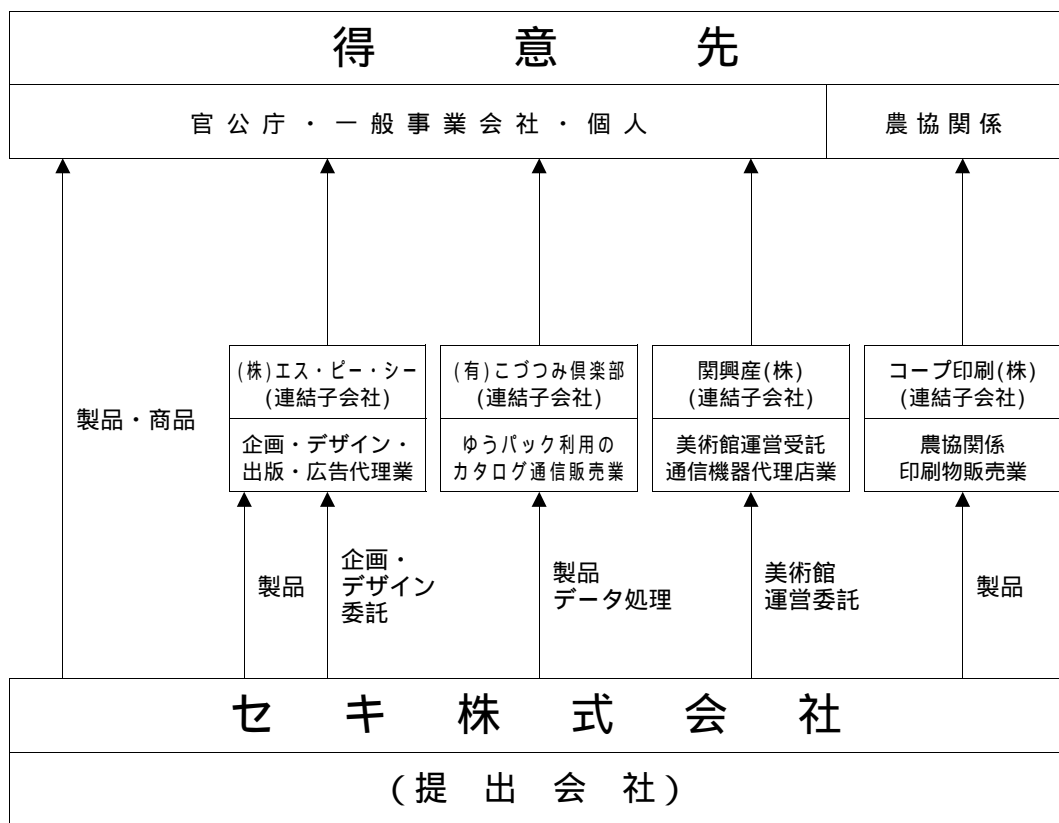 得意先
官公庁・一般事業会社・個人
農協関係
製品・商品
(株)エス・ピー・シー
(連結子会社)
企画・デザイン・
出版・広告代理業
(有)こづつみ倶楽部
(連結子会社)
ゆうパック利用の
カタログ通信販売業
関興産(株)
(連結子会社)
美術館運営受託
通信機器代理店業
コープ印刷(株)
(連結子会社)
農協関係
印刷物販売業
製品
企画・
デザイン
委託
製品
データ処理
美術館
運営委託
製品
セキ株式会社
(提出会社)